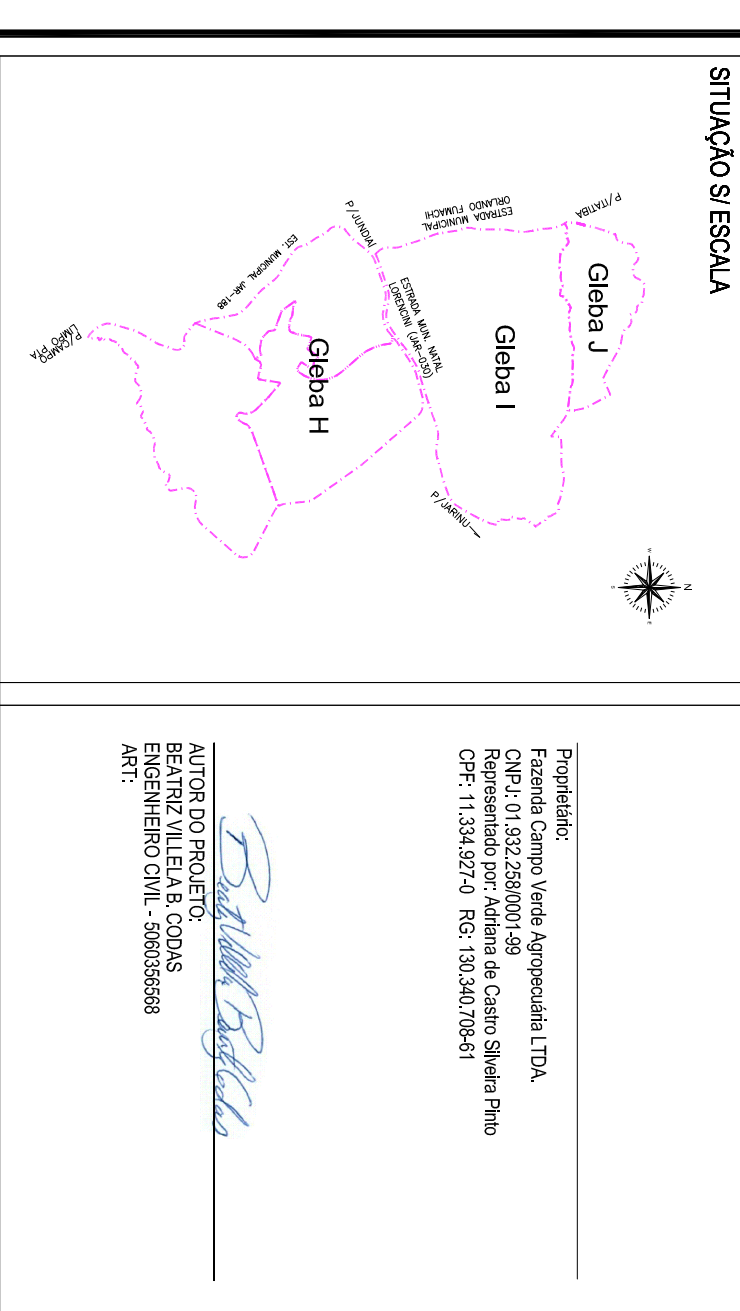 SITUAÇÃO S/ ESCALA
P/ITATIBA
Gleba J
ESTRADA MUNICIPAL
ORLANDO FUMACHI
Gleba I
P/JUNDIAÍ
ESTRADA MUN. NATAL
LORENCINI (JAR-030)
EST. MUNICIPAL JAR-188
Gleba H
P/JARINU
P/CAMPO
LIMPO PTA
N
W
E
S
Proprietário:
Fazenda Campo Verde Agropecuária LTDA.
CNPJ: 01.932.258/0001-99
Representado por: Adriana de Castro Silveira Pinto
CPF: 11.334.927-0 RG: 130.340.708-61
AUTOR DO PROJETO:
BEATRIZ VILLELA B. CODAS
ENGENHEIRO CIVIL - 5060356568
ART: